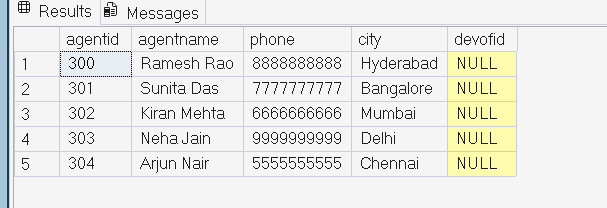 Results Messages
agentid agentname phone city devofid
1 300 Ramesh Rao 8888888888 Hyderabad NULL
2 301 Sunita Das 7777777777 Bangalore NULL
3 302 Kiran Mehta 6666666666 Mumbai NULL
4 303 Neha Jain 9999999999 Delhi NULL
5 304 Arjun Nair 5555555555 Chennai NULL